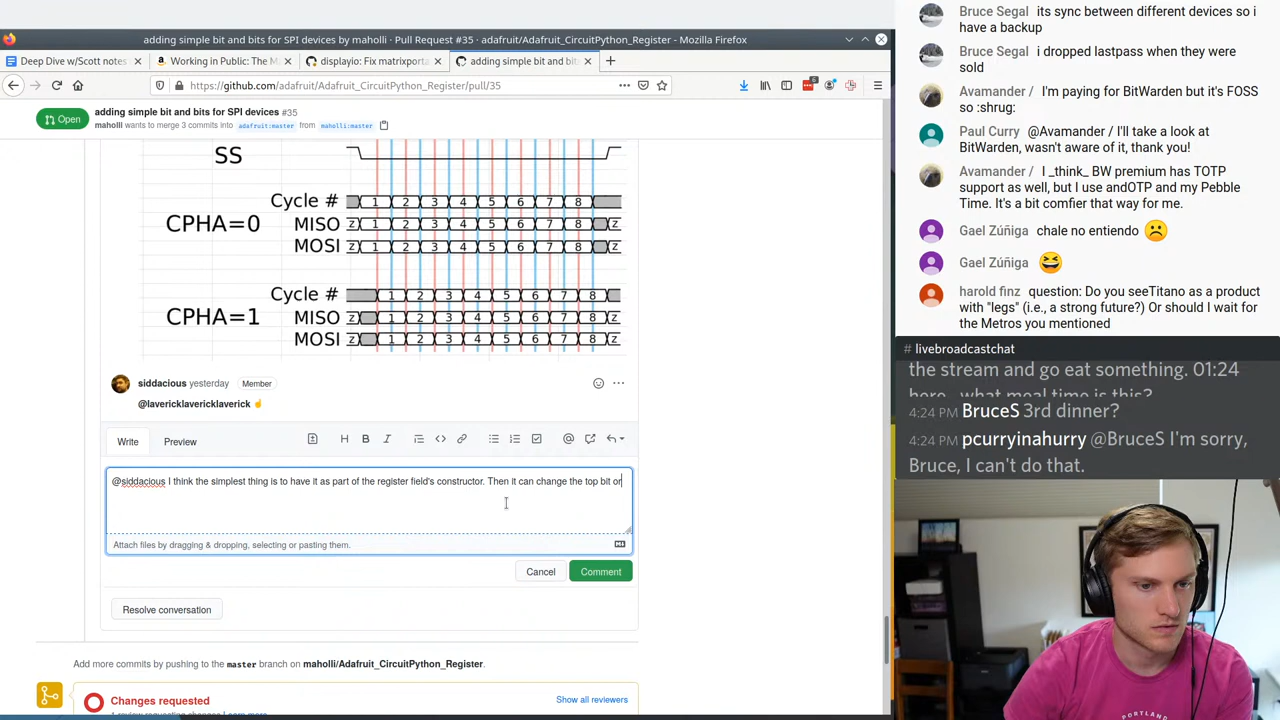 adding simple bit and bits for SPI devices by maholli · Pull Request #35 · adafruit/Adafruit_CircuitPython_Register - Mozilla Firefox
Deep Dive w/Scott notes
Working in Public: The M
displayio: Fix matrixporta
adding simple bit and bits
https://github.com/adafruit/Adafruit_CircuitPython_Register/pull/35
Open
adding simple bit and bits for SPI devices #35
maholli wants to merge 3 commits into adafruit:master from maholli:master
SS
Cycle # 1 2 3 4 5 6 7 8
CPHA=0 MISO z 1 2 3 4 5 6 7 8 z
MOSI z 1 2 3 4 5 6 7 8 z
Cycle # 1 2 3 4 5 6 7 8
CPHA=1 MISO z 1 2 3 4 5 6 7 8 z
MOSI z 1 2 3 4 5 6 7 8 z
siddacious yesterday Member
@lavericklavericklaverick ☝
Write Preview
@siddacious I think the simplest thing is to have it as part of the register field's constructor. Then it can change the top bit or
Attach files by dragging & dropping, selecting or pasting them.
Cancel Comment
Resolve conversation
Add more commits by pushing to the master branch on maholli/Adafruit_CircuitPython_Register.
Changes requested
Show all reviewers
1 review requesting changes Learn more.
Bruce Segal its sync between different devices so i
have a backup
Bruce Segal i dropped lastpass when they were
sold
Avamander / I'm paying for BitWarden but it's FOSS
so :shrug:
Paul Curry @Avamander / I'll take a look at
BitWarden, wasn't aware of it, thank you!
Avamander / I _think_ BW premium has TOTP
support as well, but I use andOTP and my Pebble
Time. It's a bit comfier that way for me.
Gael Zúñiga chale no entiendo ☹️
Gael Zúñiga 😆
harold finz question: Do you seeTitano as a product
with "legs" (i.e., a strong future?) Or should I wait for
the Metros you mentioned
# livebroadcastchat
the stream and go eat something. 01:24
here, what meal time is this?
4:24 PM BruceS 3rd dinner?
4:24 PM pcurryinahurry @BruceS I'm sorry,
Bruce, I can't do that.
PORTLAND